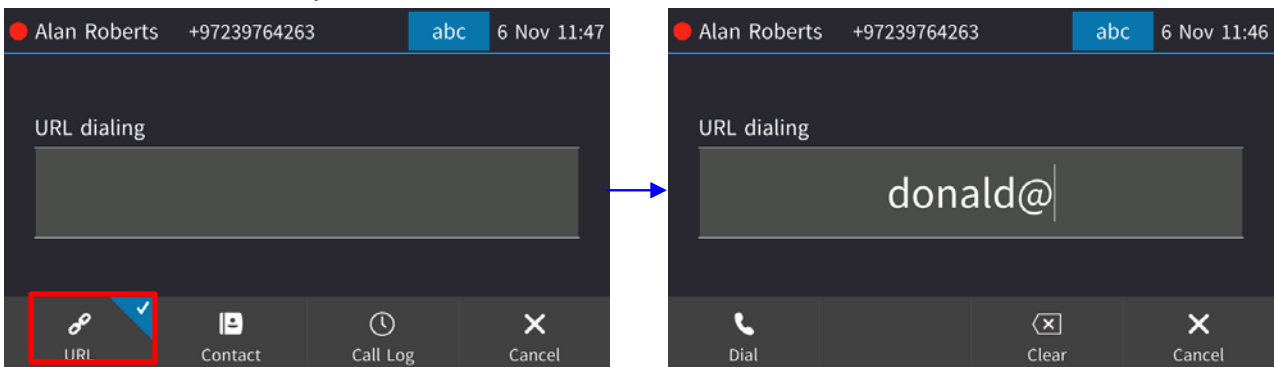 Alan Roberts +97239764263 abc 6 Nov 11:47
URL dialing
URL Contact Call Log Cancel
Alan Roberts +97239764263 abc 6 Nov 11:46
URL dialing
donald@
Dial Clear Cancel